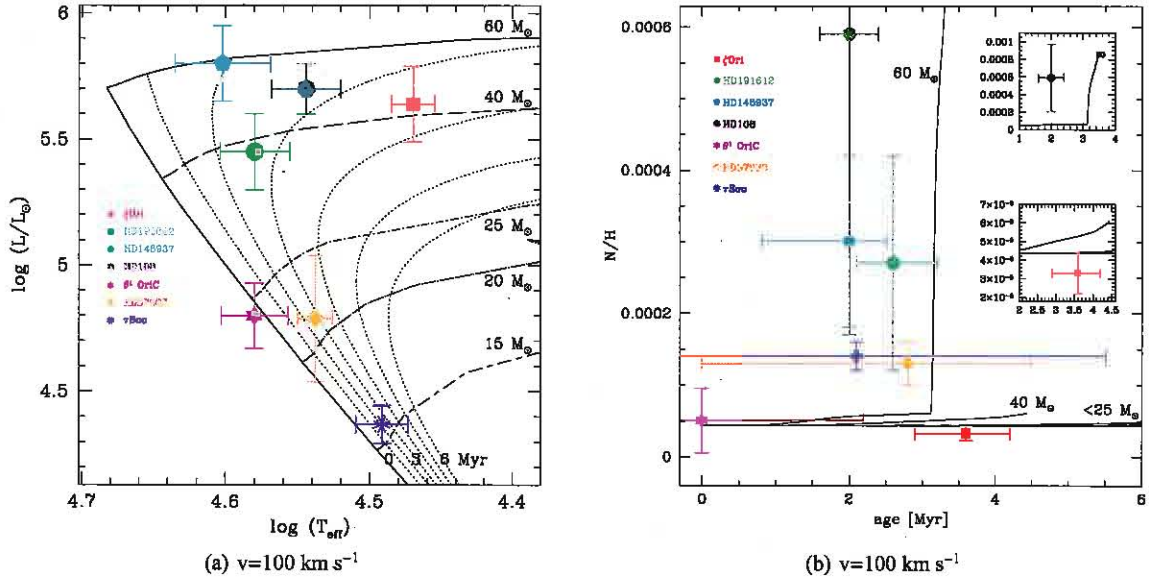 6
5.5
5
4.5
4.7
4.6
4.5
4.4
log (L/L⊙)
log (T_eff)
60 M⊙
40 M⊙
25 M⊙
20 M⊙
15 M⊙
HD148937
θ¹ OriC
0 3 6 Myr
(a) v=100 km s⁻¹
0.0006
0.0004
0.0002
0
N/H
0
2
4
6
age [Myr]
ζOri
HD191612
HD148937
HD108
θ¹ OriC
60 M⊙
40 M⊙
<25 M⊙
0.001
0.0008
0.0006
0.0004
0.0002
0
1 2 3 4
2 2.5 3 3.5 4 4.5
(b) v=100 km s⁻¹